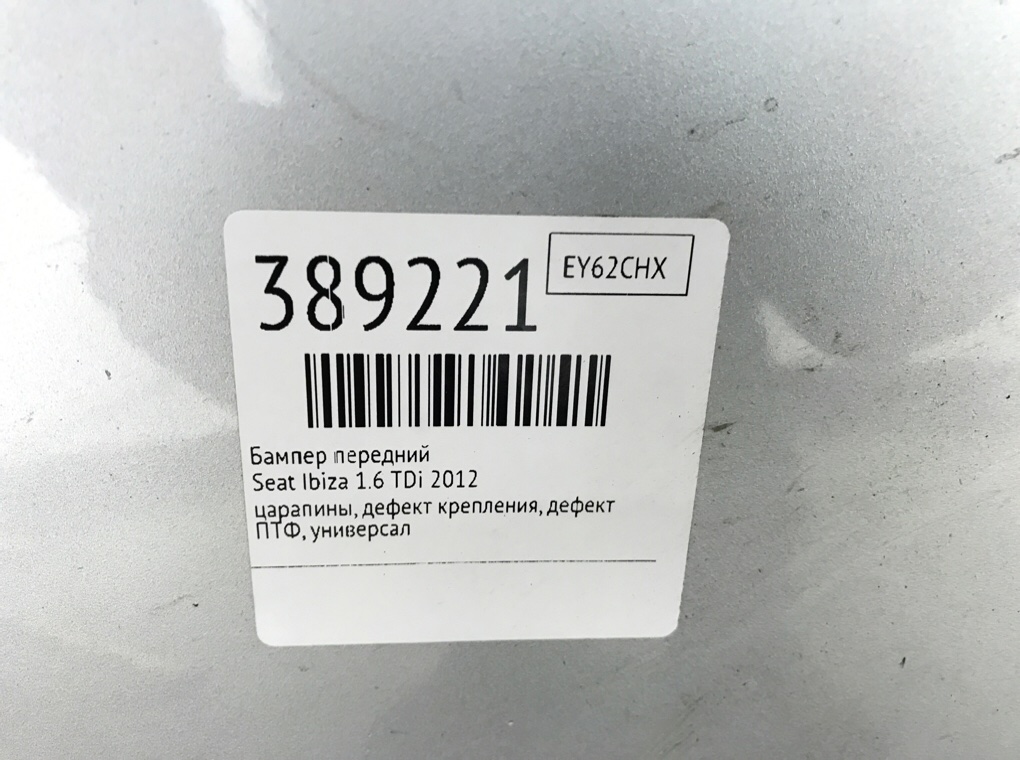 389221
EY62CHX
Бампер передний
Seat Ibiza 1.6 TDi 2012
царапины, дефект крепления, дефект
ПТФ, универсал